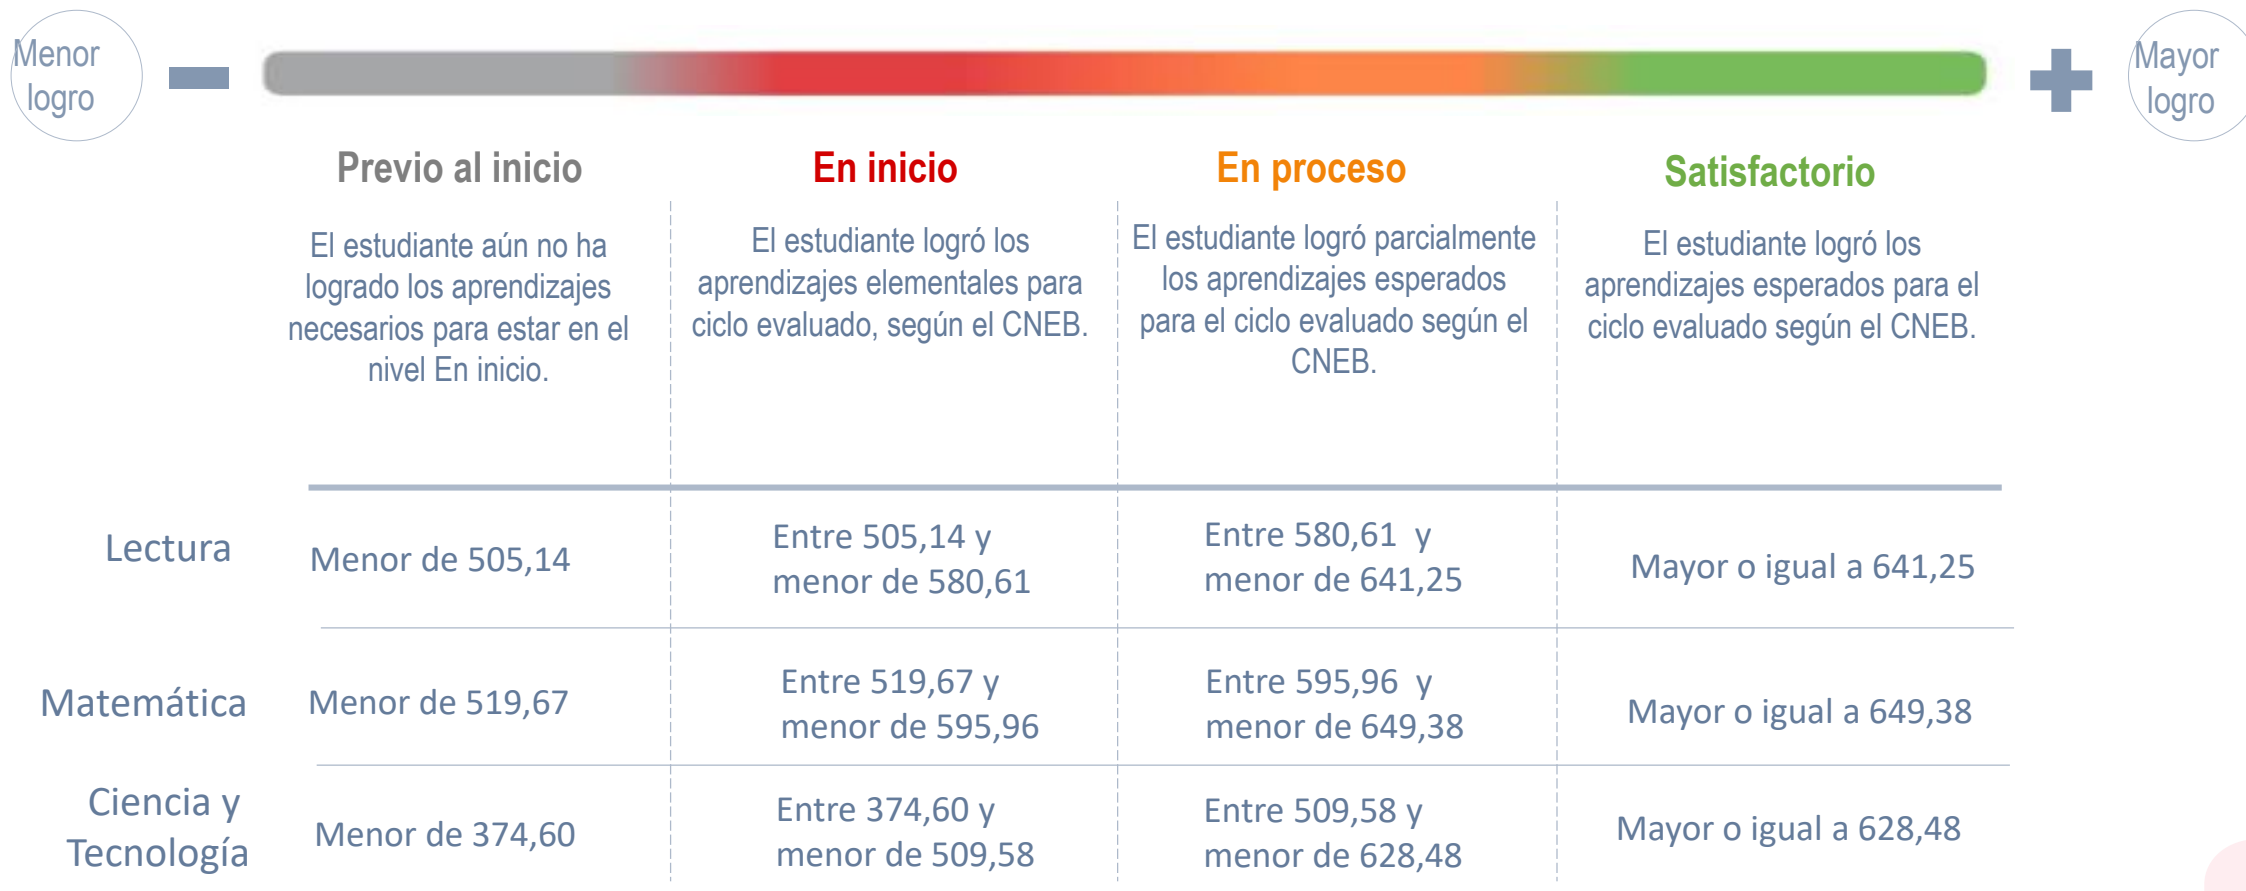 Menor
logro
Mayor
logro
Previo al inicio
El estudiante aún no ha
logrado los aprendizajes
necesarios para estar en el
nivel En inicio.
En inicio
El estudiante logró los
aprendizajes elementales para
ciclo evaluado, según el CNEB.
En proceso
El estudiante logró parcialmente
los aprendizajes esperados
para el ciclo evaluado según el
CNEB.
Satisfactorio
El estudiante logró los
aprendizajes esperados para el
ciclo evaluado según el CNEB.
Lectura
Menor de 505,14
Entre 505,14 y
menor de 580,61
Entre 580,61 y
menor de 641,25
Mayor o igual a 641,25
Matemática
Menor de 519,67
Entre 519,67 y
menor de 595,96
Entre 595,96 y
menor de 649,38
Mayor o igual a 649,38
Ciencia y
Tecnología
Menor de 374,60
Entre 374,60 y
menor de 509,58
Entre 509,58 y
menor de 628,48
Mayor o igual a 628,48